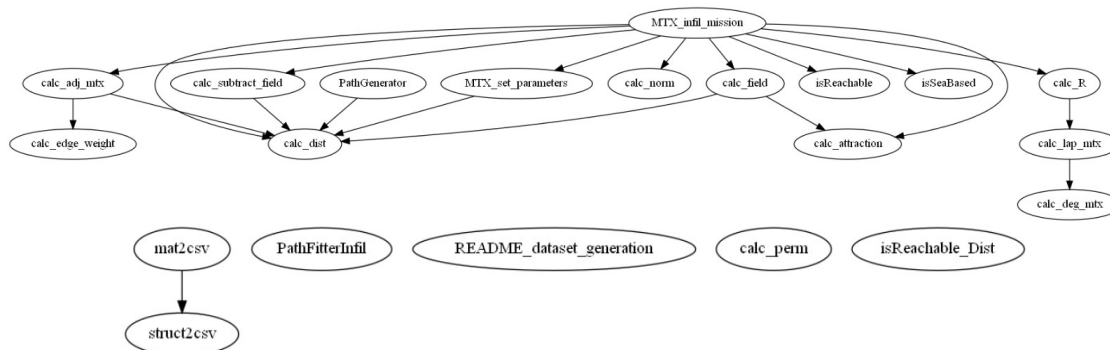 MTX_infil_mission
calc_adj_mtx
calc_subtract_field
PathGenerator
MTX_set_parameters
calc_norm
calc_field
isReachable
isSeaBased
calc_R
calc_edge_weight
calc_dist
calc_attraction
calc_lap_mtx
calc_deg_mtx
mat2csv
PathFitterInfil
README_dataset_generation
calc_perm
isReachable_Dist
struct2csv